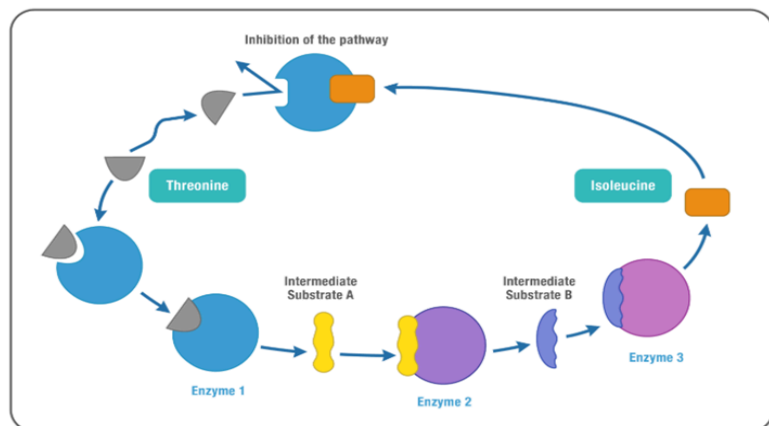 Inhibition of the pathway
Threonine
Isoleucine
Intermediate
Substrate A
Intermediate
Substrate B
Enzyme 3
Enzyme 1
Enzyme 2